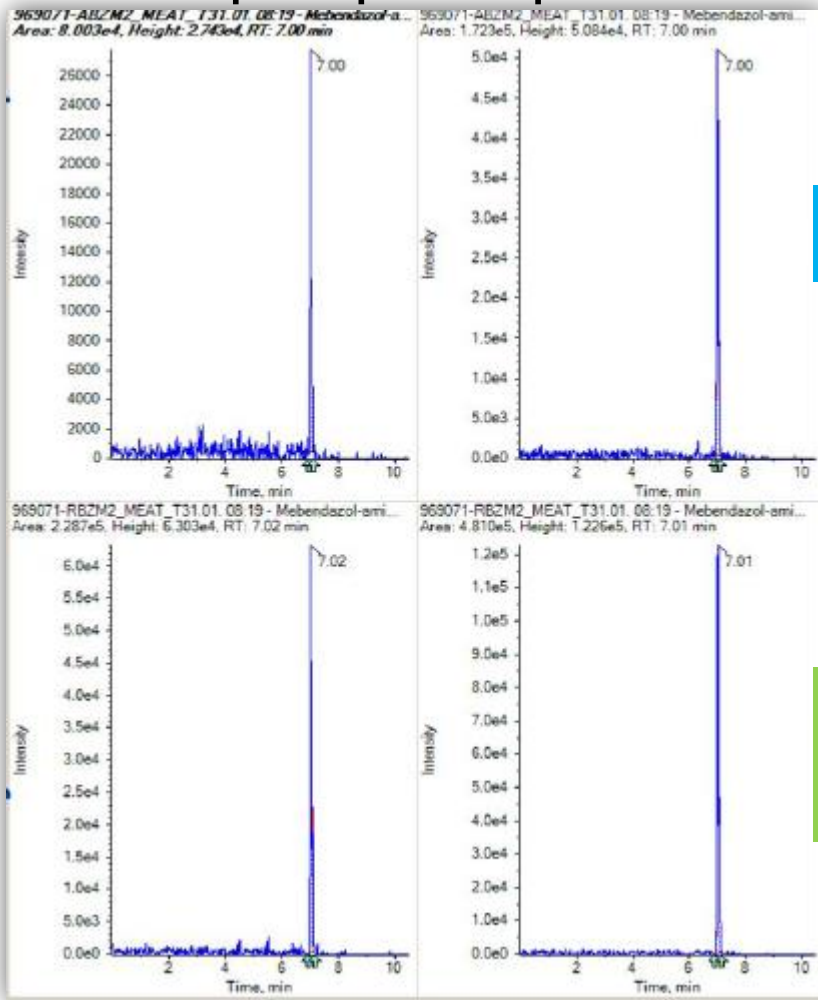 969071-ABZM2_MEAT_T31.01. 08:19 - Mebendazol-a...
Area: 8.003e4, Height: 2.743e4, RT: 7.00 min
7.00
26000
24000
22000
20000
18000
16000
14000
12000
10000
8000
6000
4000
2000
0
Intensity
2 4 6 8 10
Time, min
969071-ABZM2_MEAT_T31.01. 08:19 - Mebendazol-ami...
Area: 1.723e5, Height: 5.084e4, RT: 7.00 min
7.00
5.0e4
4.5e4
4.0e4
3.5e4
3.0e4
2.5e4
2.0e4
1.5e4
1.0e4
5.0e3
0.0e0
Intensity
2 4 6 8 10
Time, min
969071-RBZM2_MEAT_T31.01. 08:19 - Mebendazol-ami...
Area: 2.287e5, Height: 6.303e4, RT: 7.02 min
7.02
6.0e4
5.5e4
5.0e4
4.5e4
4.0e4
3.5e4
3.0e4
2.5e4
2.0e4
1.5e4
1.0e4
5.0e3
0.0e0
Intensity
2 4 6 8 10
Time, min
969071-RBZM2_MEAT_T31.01. 08:19 - Mebendazol-ami...
Area: 4.810e5, Height: 1.226e5, RT: 7.01 min
7.01
1.2e5
1.1e5
1.0e5
9.0e4
8.0e4
7.0e4
6.0e4
5.0e4
4.0e4
3.0e4
2.0e4
1.0e4
0.0e0
Intensity
2 4 6 8 10
Time, min